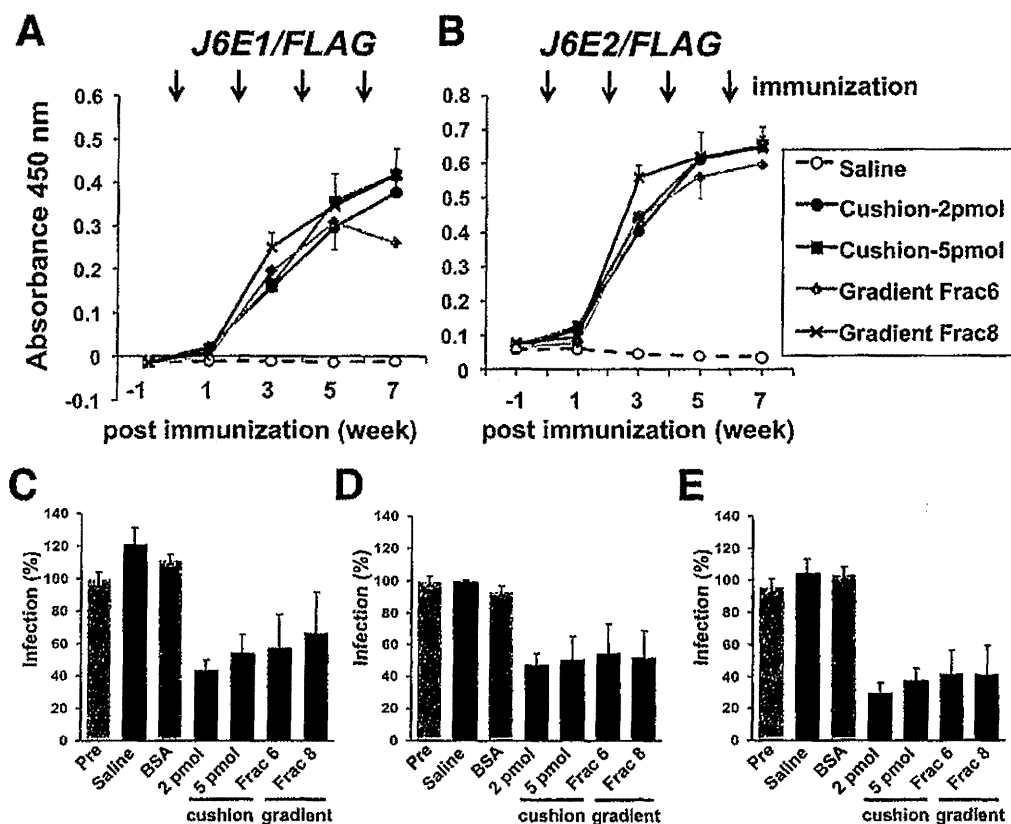 A
J6E1/FLAG
B
J6E2/FLAG
immunization
Absorbance 450 nm
0.6
0.5
0.4
0.3
0.2
0.1
0
-0.1
-1 1 3 5 7
post immunization (week)
0.8
0.7
0.6
0.5
0.4
0.3
0.2
0.1
0
-1 1 3 5 7
post immunization (week)
Saline
Cushion-2pmol
Cushion-5pmol
Gradient Frac6
Gradient Frac8
C
Infection (%)
140
120
100
80
60
40
20
0
Pre Saline BSA 2 pmol 5 pmol Frac 6 Frac 8
cushion gradient
D
Infection (%)
140
120
100
80
60
40
20
0
Pre Saline BSA 2 pmol 5 pmol Frac 6 Frac 8
cushion gradient
E
Infection (%)
140
120
100
80
60
40
20
0
Pre Saline BSA 2 pmol 5 pmol Frac 6 Frac 8
cushion gradient